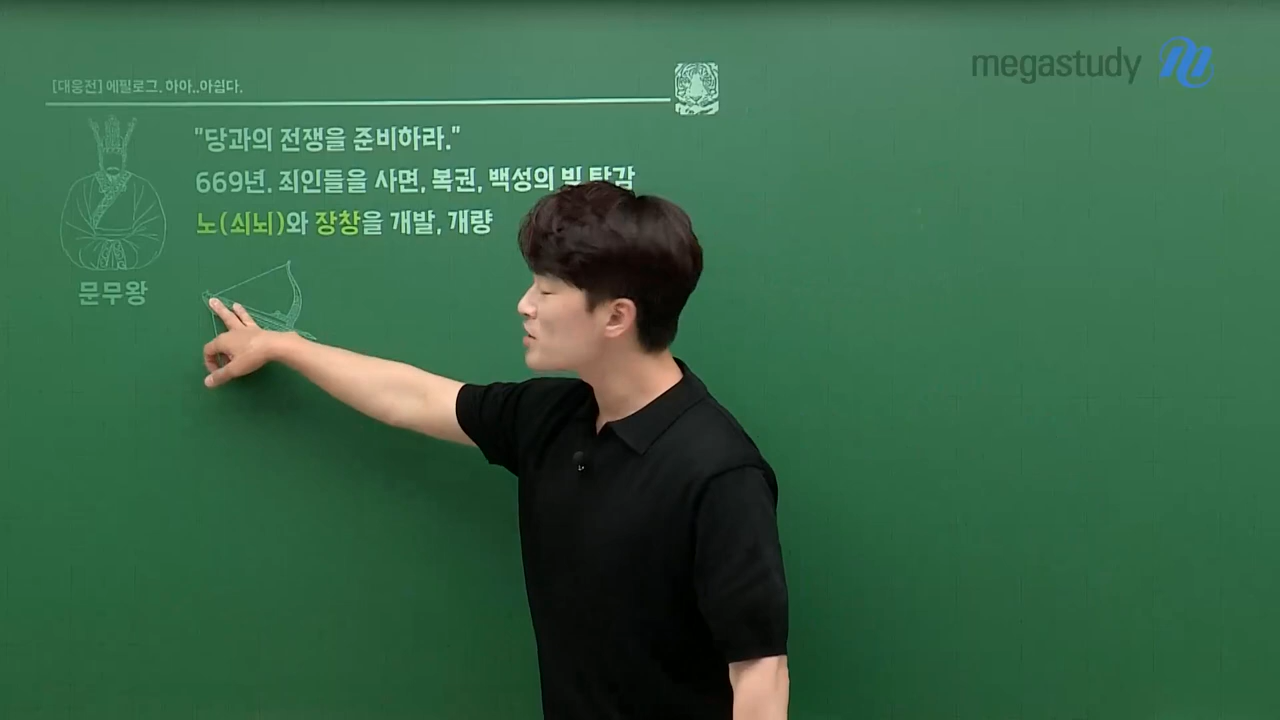 megastudy
[대웅전] 에필로그. 하아..아쉽다.
"당과의 전쟁을 준비하라."
669년. 죄인들을 사면, 복권, 백성의 빚 탕감
노(쇠뇌)와 장창을 개발, 개량
문무왕